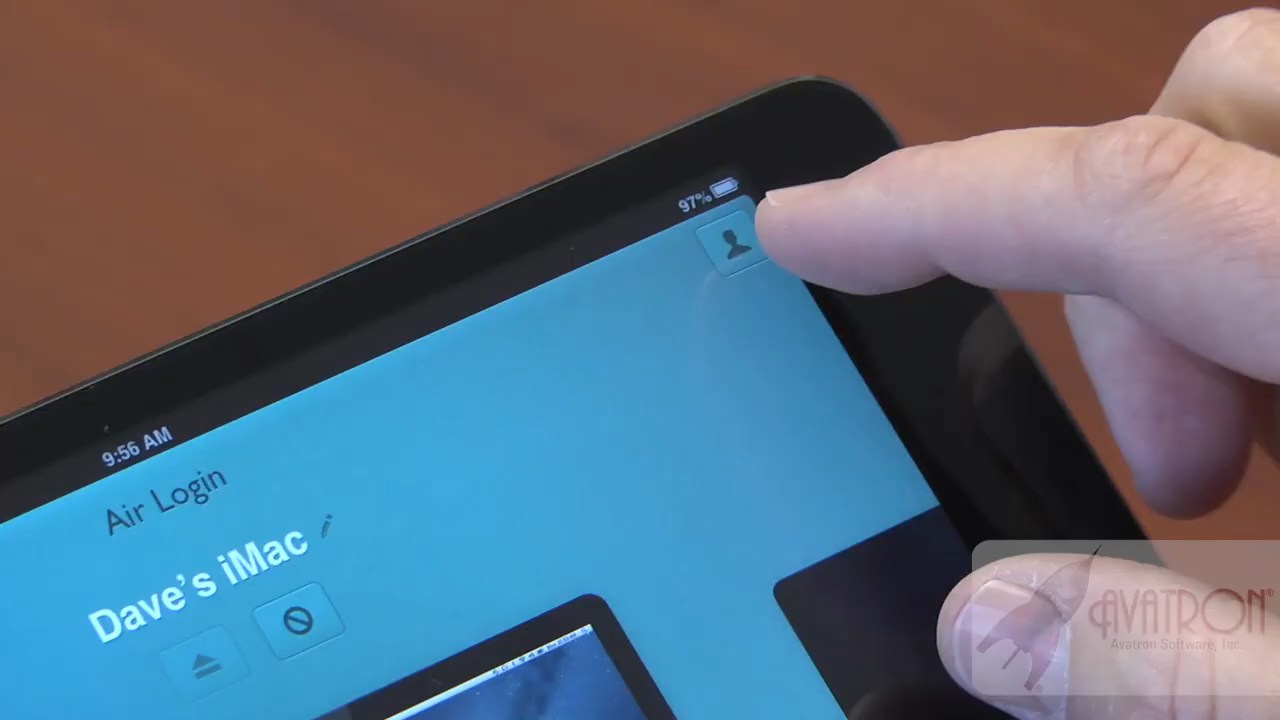 97%
9:56 AM
Air Login
Dave's iMac
AVATRON®
Avatron Software, Inc.